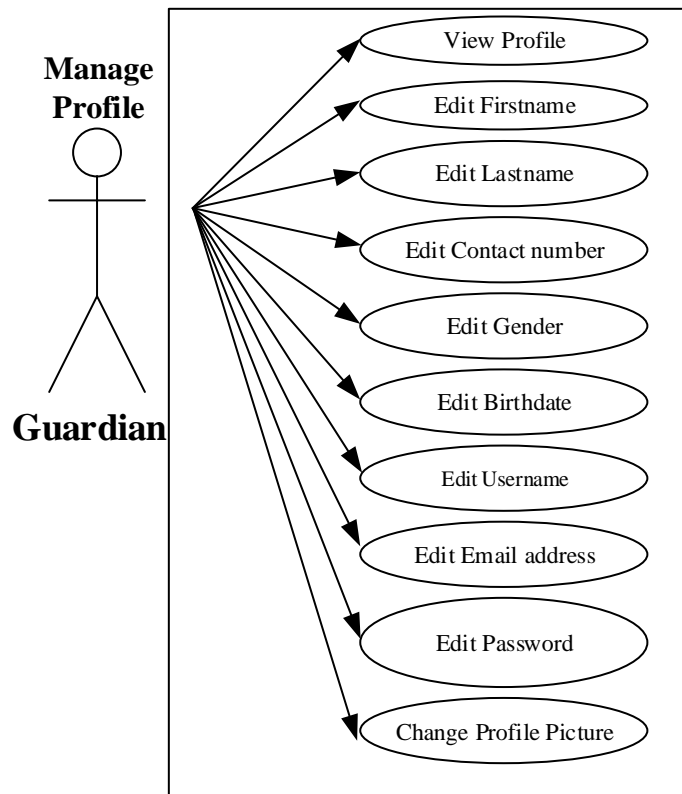 Manage
Profile
Guardian
View Profile
Edit Firstname
Edit Lastname
Edit Contact number
Edit Gender
Edit Birthdate
Edit Username
Edit Email address
Edit Password
Change Profile Picture